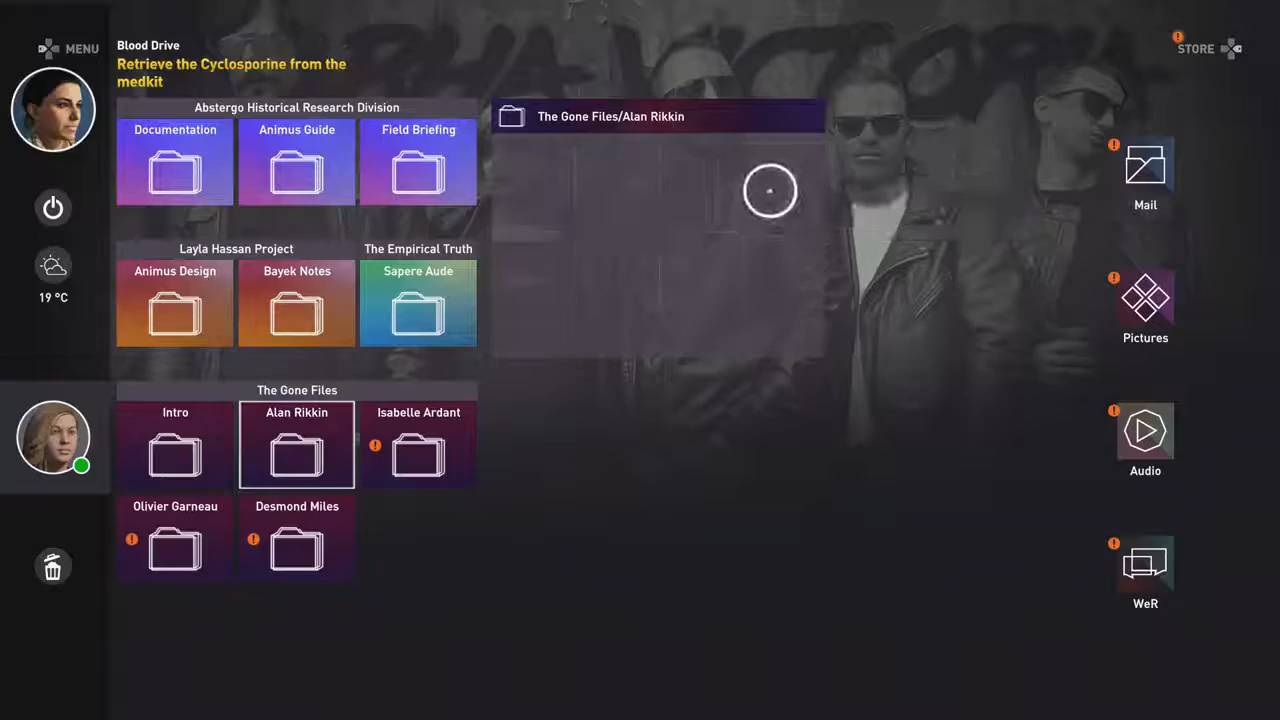 MENU
Blood Drive
Retrieve the Cyclosporine from the
medkit
STORE
Abstergo Historical Research Division
Documentation
Animus Guide
Field Briefing
The Gone Files/Alan Rikkin
Mail
Layla Hassan Project
The Empirical Truth
Animus Design
Bayek Notes
Sapere Aude
19 °C
Pictures
The Gone Files
Intro
Alan Rikkin
Isabelle Ardant
Audio
Olivier Garneau
Desmond Miles
WeR